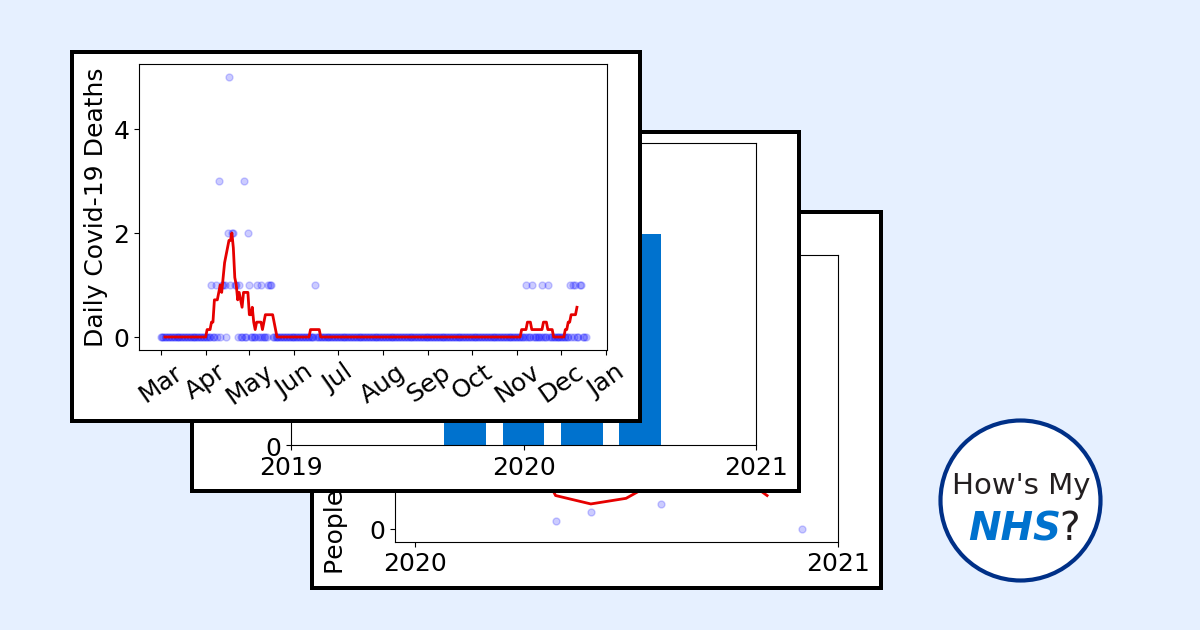 Daily Covid-19 Deaths
4
2
0
Mar Apr May Jun Jul Aug Sep Oct Nov Dec Jan
0
2019 2020 2021
People
0
2020 2021
How's My
NHS?